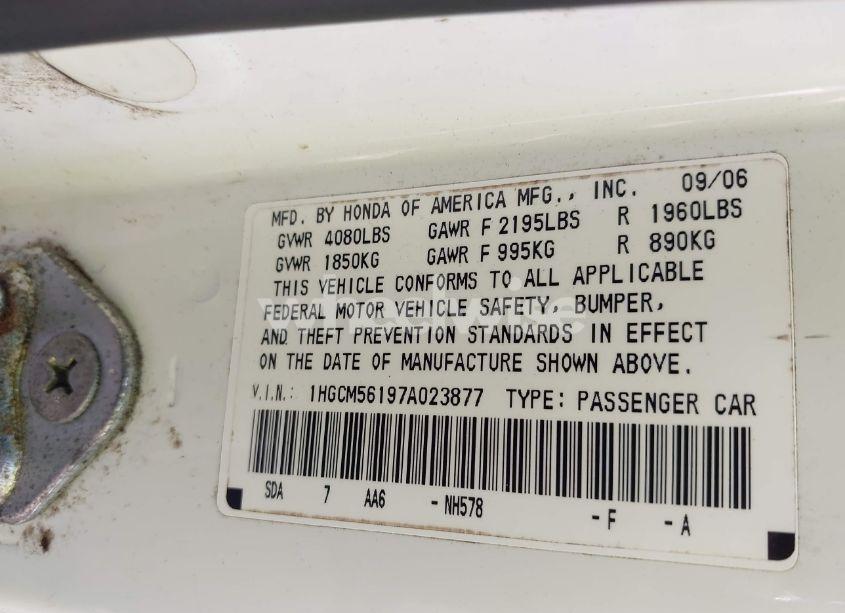 MFD. BY HONDA OF AMERICA MFG., INC. 09/06
GVWR 4080LBS GAWR F 2195LBS R 1960LBS
GVWR 1850KG GAWR F 995KG R 890KG
THIS VEHICLE CONFORMS TO ALL APPLICABLE
FEDERAL MOTOR VEHICLE SAFETY, BUMPER,
AND THEFT PREVENTION STANDARDS IN EFFECT
ON THE DATE OF MANUFACTURE SHOWN ABOVE.
V.I.N.: 1HGCM56197A023877 TYPE: PASSENGER CAR
SDA 7 AA6 -NH578 -F -A